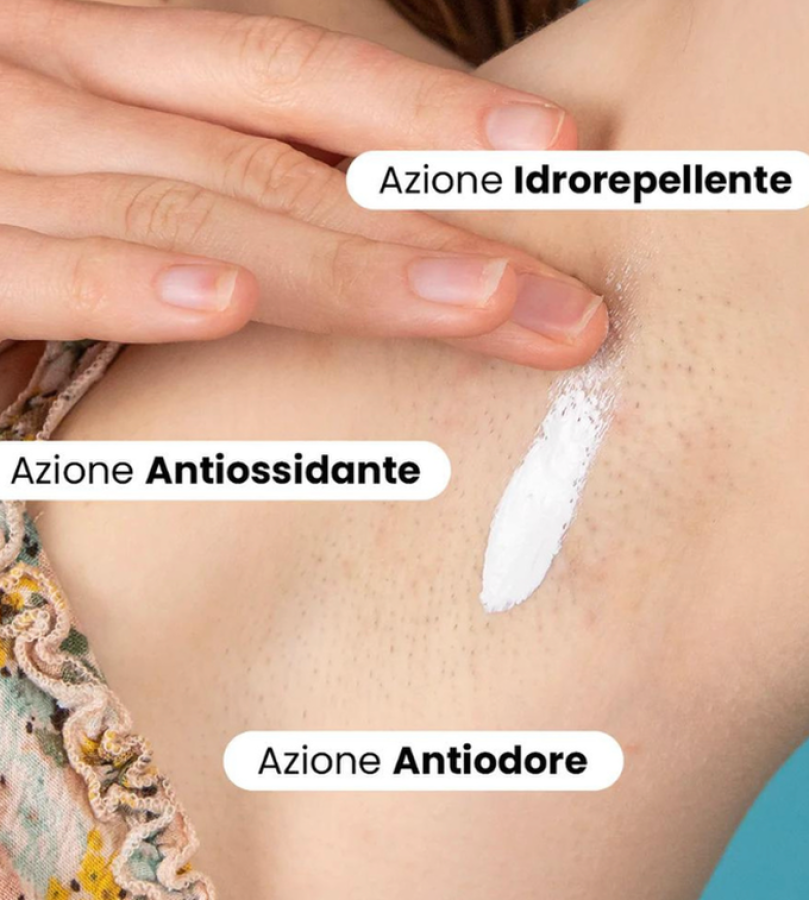 Azione Idrorepellente
Azione Antiossidante
Azione Antiodore